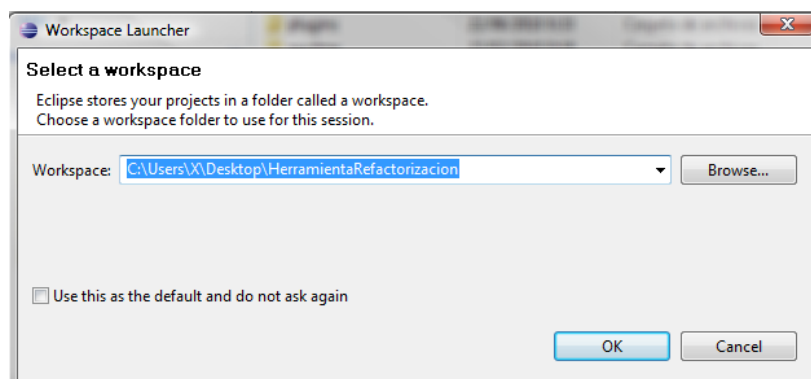 Workspace Launcher
Select a workspace
Eclipse stores your projects in a folder called a workspace.
Choose a workspace folder to use for this session.
Workspace: C:\Users\X\Desktop\HerramientaRefactorizacion Browse...
Use this as the default and do not ask again
OK Cancel